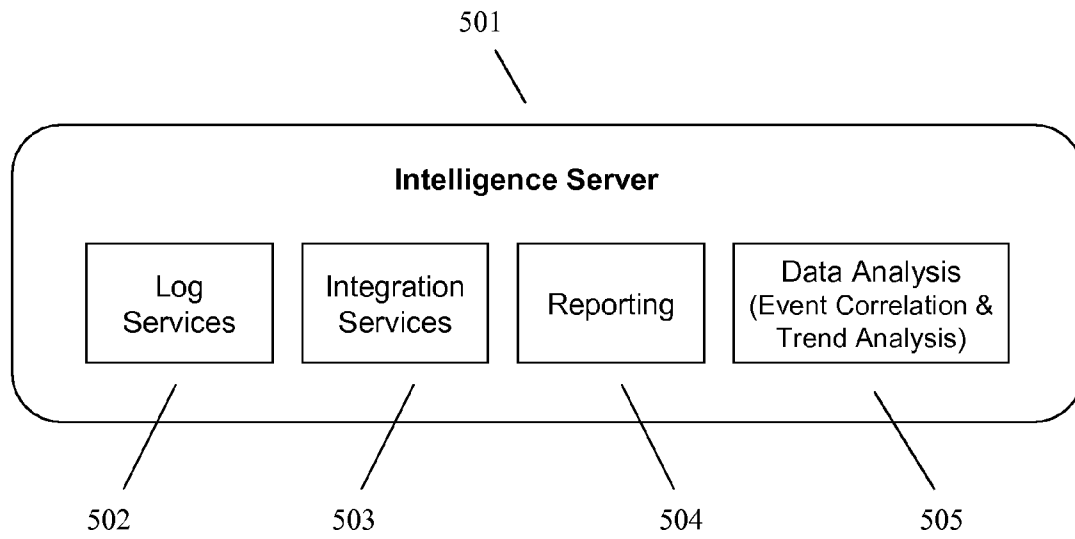 501
Intelligence Server
Log
Services
Integration
Services
Reporting
Data Analysis
(Event Correlation &
Trend Analysis)
502
503
504
505